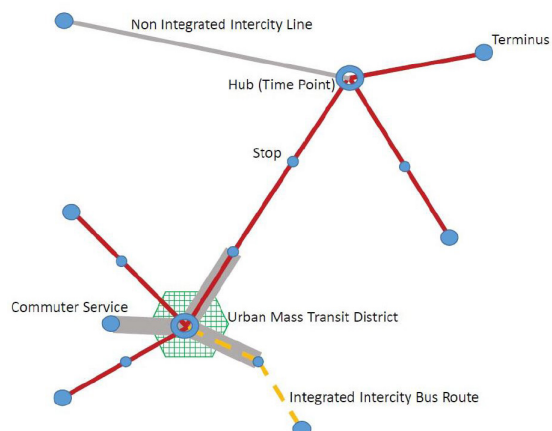 Non Integrated Intercity Line
Terminus
Hub (Time Point)
Stop
Commuter Service
Urban Mass Transit District
Integrated Intercity Bus Route